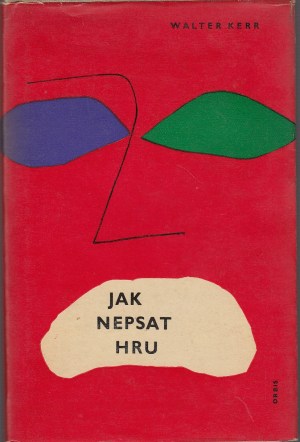 WALTER KERR
JAK
NEPSAT
HRU
ORBIS